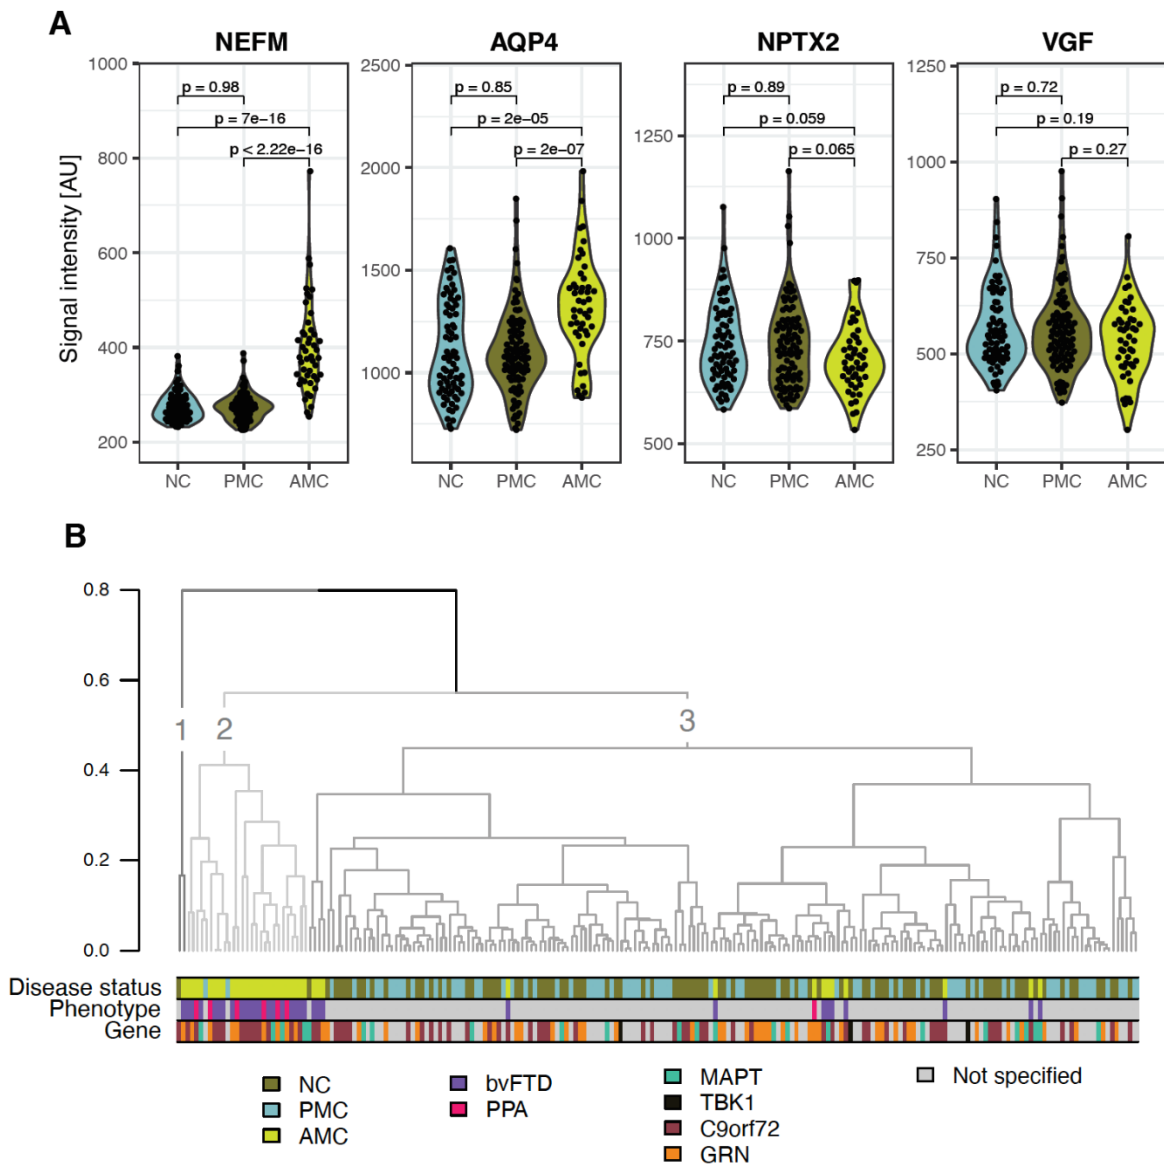 A
NEFM AQP4 NPTX2 VGF
Signal intensity [AU]
1000
800
600
400
200
p = 0.98
p = 7e−16
p < 2.22e−16
NC PMC AMC
2500
2000
1500
1000
p = 0.85
p = 2e−05
p = 2e−07
NC PMC AMC
1250
1000
750
500
p = 0.89
p = 0.059
p = 0.065
NC PMC AMC
1250
1000
750
500
250
p = 0.72
p = 0.19
p = 0.27
NC PMC AMC
B
0.8
0.6
0.4
0.2
0.0
1 2 3
Disease status
Phenotype
Gene
NC
PMC
AMC
bvFTD
PPA
MAPT
TBK1
C9orf72
GRN
Not specified